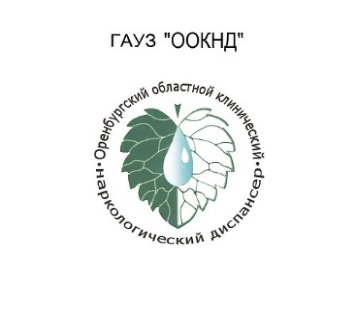 ГАУЗ "ООКНД"
Оренбургский областной клинический
наркологический диспансер